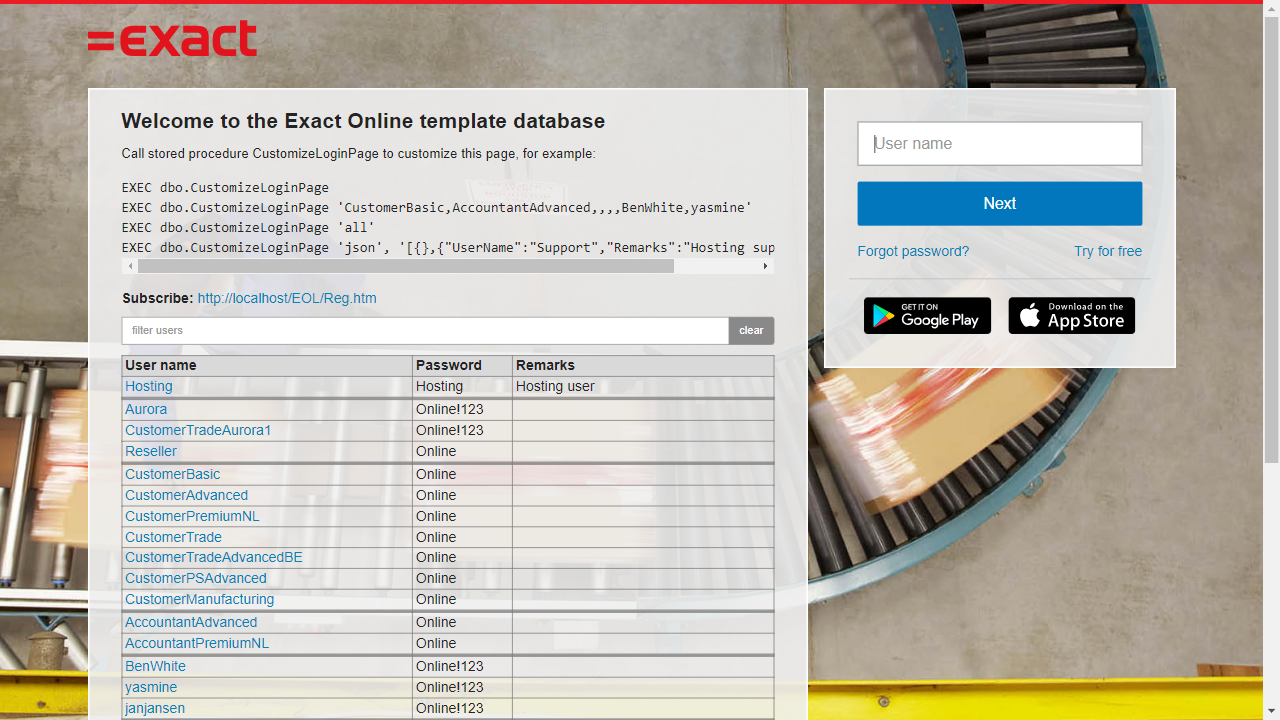 =exact
Welcome to the Exact Online template database
Call stored procedure CustomizeLoginPage to customize this page, for example:
EXEC dbo.CustomizeLoginPage
EXEC dbo.CustomizeLoginPage 'CustomerBasic,AccountantAdvanced,,,,BenWhite,yasmine'
EXEC dbo.CustomizeLoginPage 'all'
EXEC dbo.CustomizeLoginPage 'json', '[{},{"UserName":"Support","Remarks":"Hosting sup
Subscribe: http://localhost/EOL/Reg.htm
filter users clear
User name Password Remarks
Hosting Hosting Hosting user
Aurora Online!123
CustomerTradeAurora1 Online!123
Reseller Online
CustomerBasic Online
CustomerAdvanced Online
CustomerPremiumNL Online
CustomerTrade Online
CustomerTradeAdvancedBE Online
CustomerPSAdvanced Online
CustomerManufacturing Online
AccountantAdvanced Online
AccountantPremiumNL Online
BenWhite Online!123
yasmine Online!123
janjansen Online!123
User name
Next
Forgot password? Try for free
GET IT ON
Google Play
Download on the
App Store